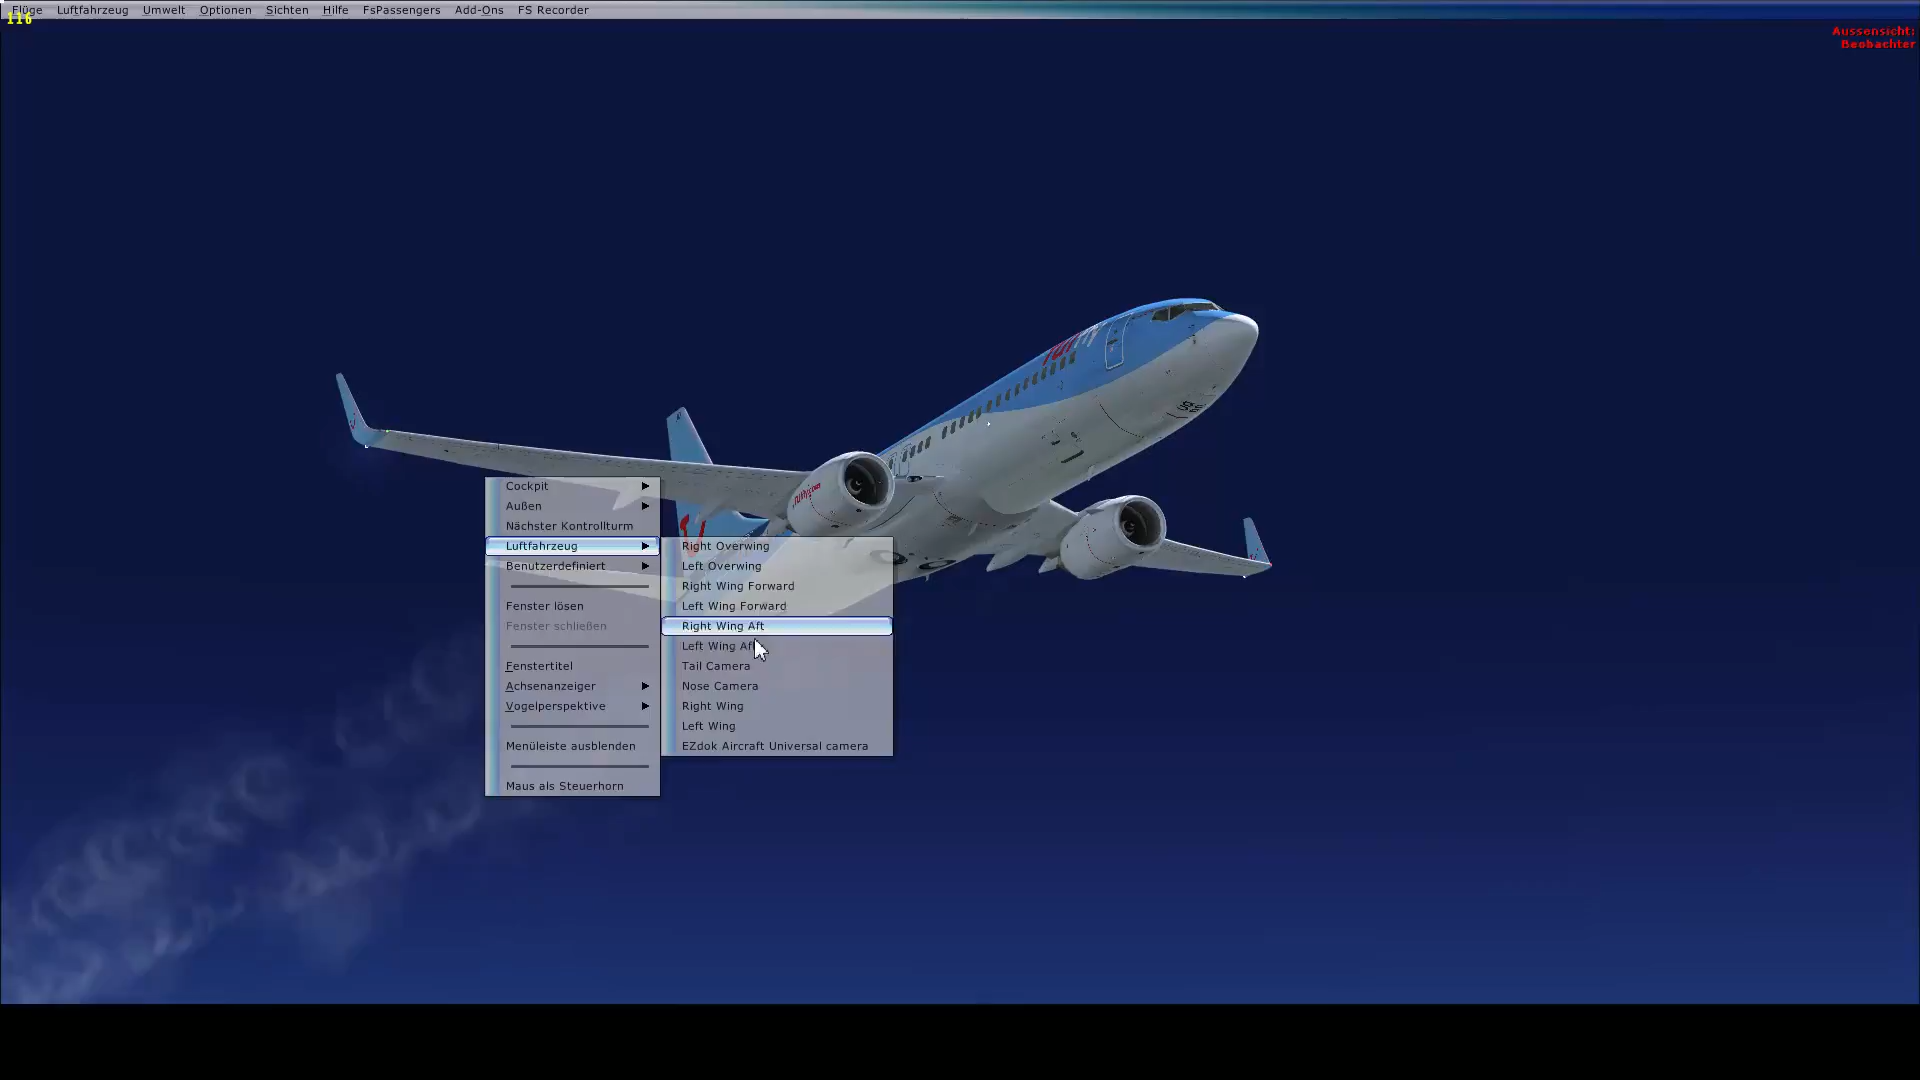 Flüge Luftfahrzeug Umwelt Optionen Sichten Hilfe FsPassengers Add-Ons FS Recorder
116
Aussensicht:
Beobachter
Cockpit
Außen
Nächster Kontrollturm
Luftfahrzeug
Benutzerdefiniert
Fenster lösen
Fenster schließen
Fenstertitel
Achsenanzeiger
Vogelperspektive
Menüleiste ausblenden
Maus als Steuerhorn
Right Overwing
Left Overwing
Right Wing Forward
Left Wing Forward
Right Wing Aft
Left Wing Aft
Tail Camera
Nose Camera
Right Wing
Left Wing
EZdok Aircraft Universal camera